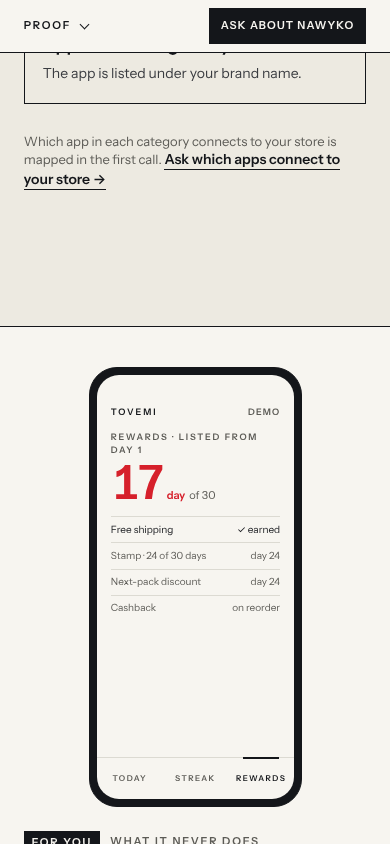 PROOF
ASK ABOUT NAWYKO
The app is listed under your brand name.
Which app in each category connects to your store is
mapped in the first call. Ask which apps connect to
your store →
TOVEMI DEMO
REWARDS · LISTED FROM
DAY 1
17 day of 30
Free shipping ✓ earned
Stamp · 24 of 30 days day 24
Next-pack discount day 24
Cashback on reorder
TODAY STREAK REWARDS
FOR YOU WHAT IT NEVER DOES